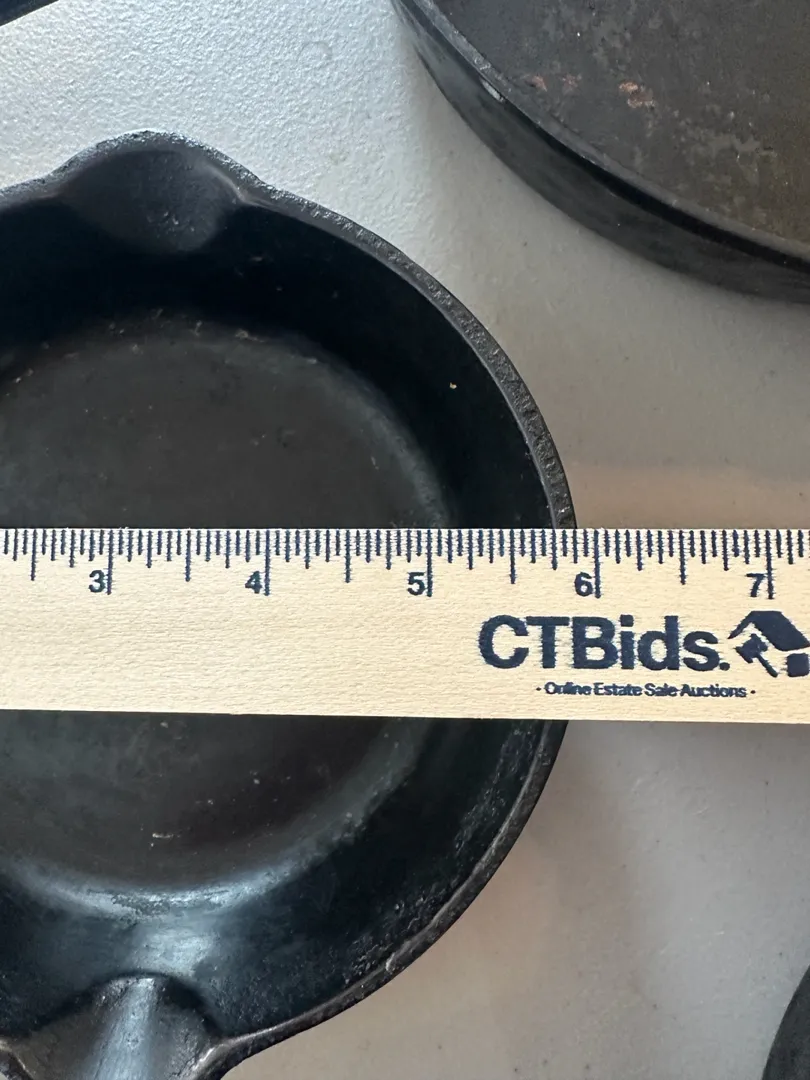 3 4 5 6 7
CTBids.
· Online Estate Sale Auctions ·